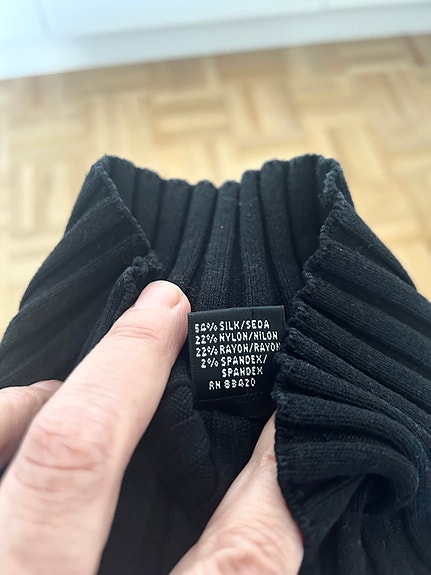 54% SILK/SEDA
22% NYLON/NILON
22% RAYON/RAYON
2% SPANDEX/
SPANDEX
RN 83420